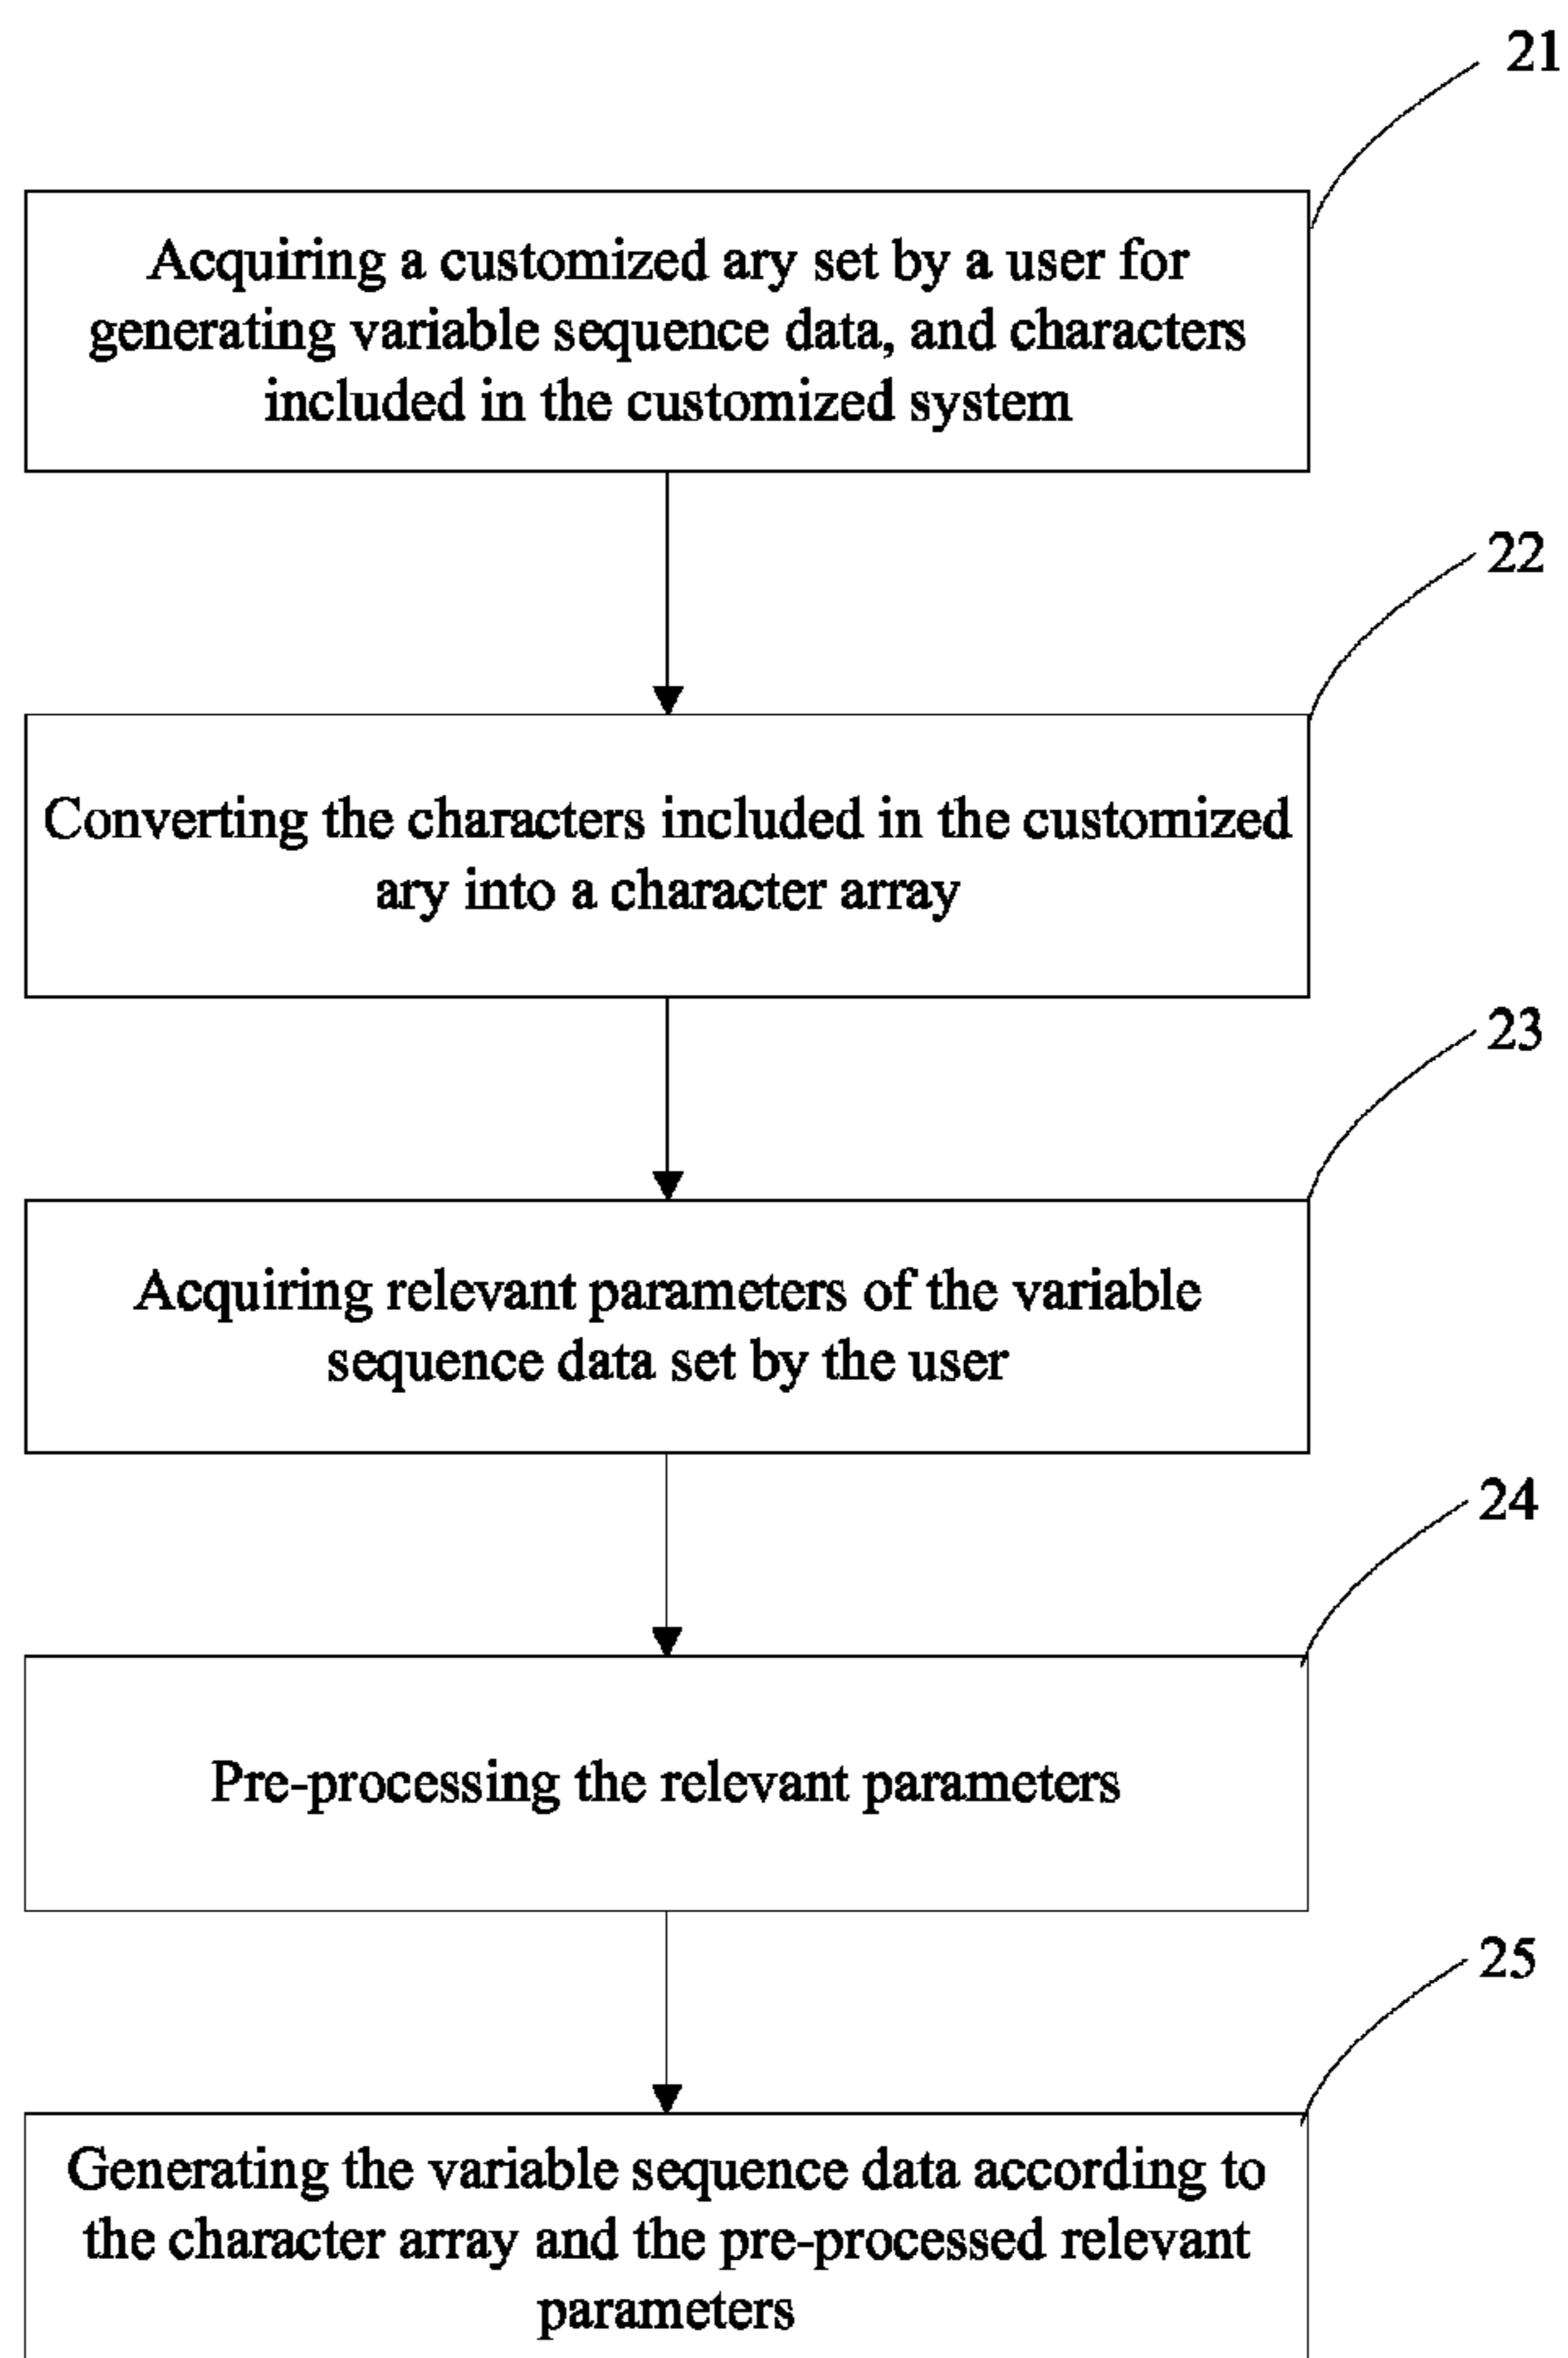 21
Acquiring a customized ary set by a user for
generating variable sequence data, and characters
included in the customized system
22
Converting the characters included in the customized
ary into a character array
23
Acquiring relevant parameters of the variable
sequence data set by the user
24
Pre-processing the relevant parameters
25
Generating the variable sequence data according to
the character array and the pre-processed relevant
parameters